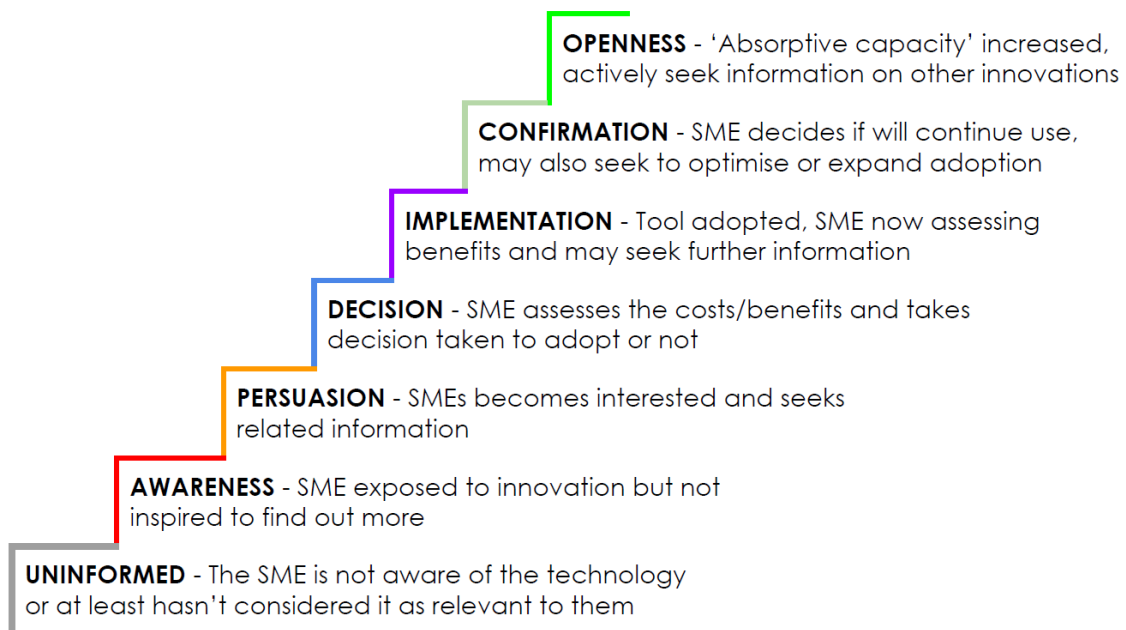 OPENNESS - ‘Absorptive capacity’ increased,
actively seek information on other innovations
CONFIRMATION - SME decides if will continue use,
may also seek to optimise or expand adoption
IMPLEMENTATION - Tool adopted, SME now assessing
benefits and may seek further information
DECISION - SME assesses the costs/benefits and takes
decision taken to adopt or not
PERSUASION - SMEs becomes interested and seeks
related information
AWARENESS - SME exposed to innovation but not
inspired to find out more
UNINFORMED - The SME is not aware of the technology
or at least hasn’t considered it as relevant to them